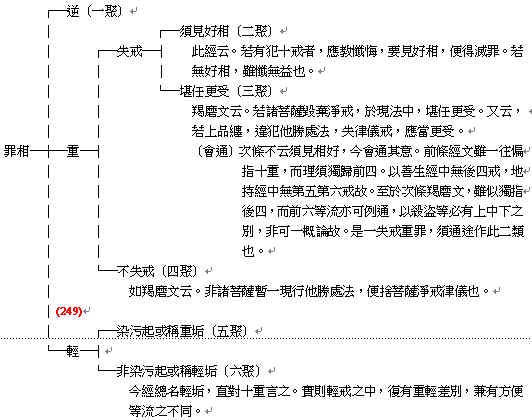 逆〔一聚〕
須見好相〔二聚〕
失戒
此經云。若有犯十戒者，應教懺悔，要見好相，便得滅罪。若
無好相，雖懺無益也。
堪任更受〔三聚〕
羯磨文云。若諸菩薩毀棄淨戒，於現法中，堪任更受。又云，
若上品纏，違犯他勝處法，失律儀戒，應當更受。
罪相
重
〔會通〕次條不云須見相好，今會通其意。前條經文雖一往偏
指十重，而理須獨歸前四。以善生經中無後四戒，地
持經中無第五第六戒故。至於次條羯磨文，雖似獨指
後四，而前六等流亦可例通，以殺盜等必有上中下之
別，非可一概論故。是一失戒重罪，須通途作此二類
也。
不失戒〔四聚〕
如羯磨文云。非諸菩薩暫一現行他勝處法，便捨菩薩淨戒律儀也。
(249)
染污起或稱重垢〔五聚〕
輕
非染污起或稱輕垢〔六聚〕
今經總名輕垢，直對十重言之。實則輕戒之中，復有重輕差別，兼有方便
等流之不同。